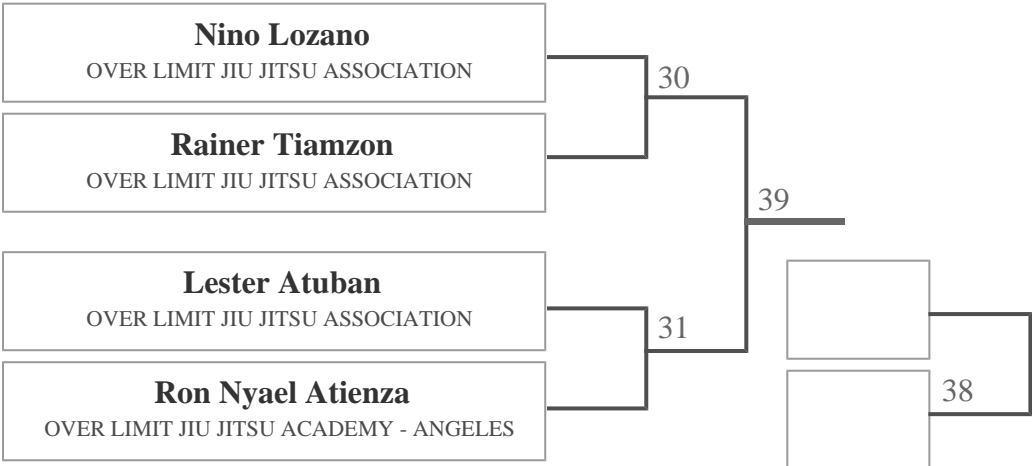 Nino Lozano
OVER LIMIT JIU JITSU ASSOCIATION
30
Rainer Tiamzon
OVER LIMIT JIU JITSU ASSOCIATION
39
Lester Atuban
OVER LIMIT JIU JITSU ASSOCIATION
31
Ron Nyael Atienza
OVER LIMIT JIU JITSU ACADEMY - ANGELES
38